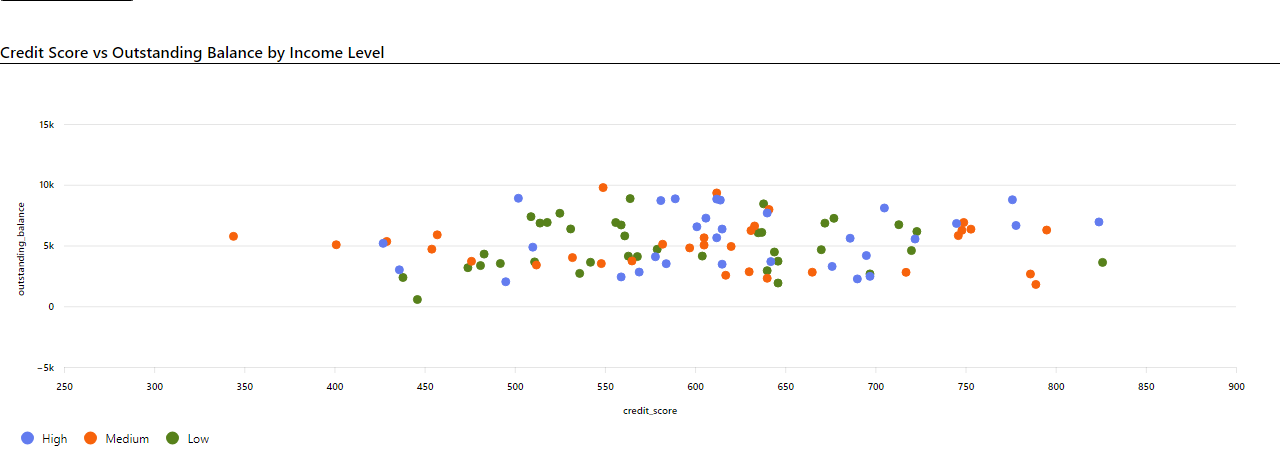 Credit Score vs Outstanding Balance by Income Level
15k
10k
5k
0
−5k
outstanding_balance
250 300 350 400 450 500 550 600 650 700 750 800 850 900
credit_score
High Medium Low